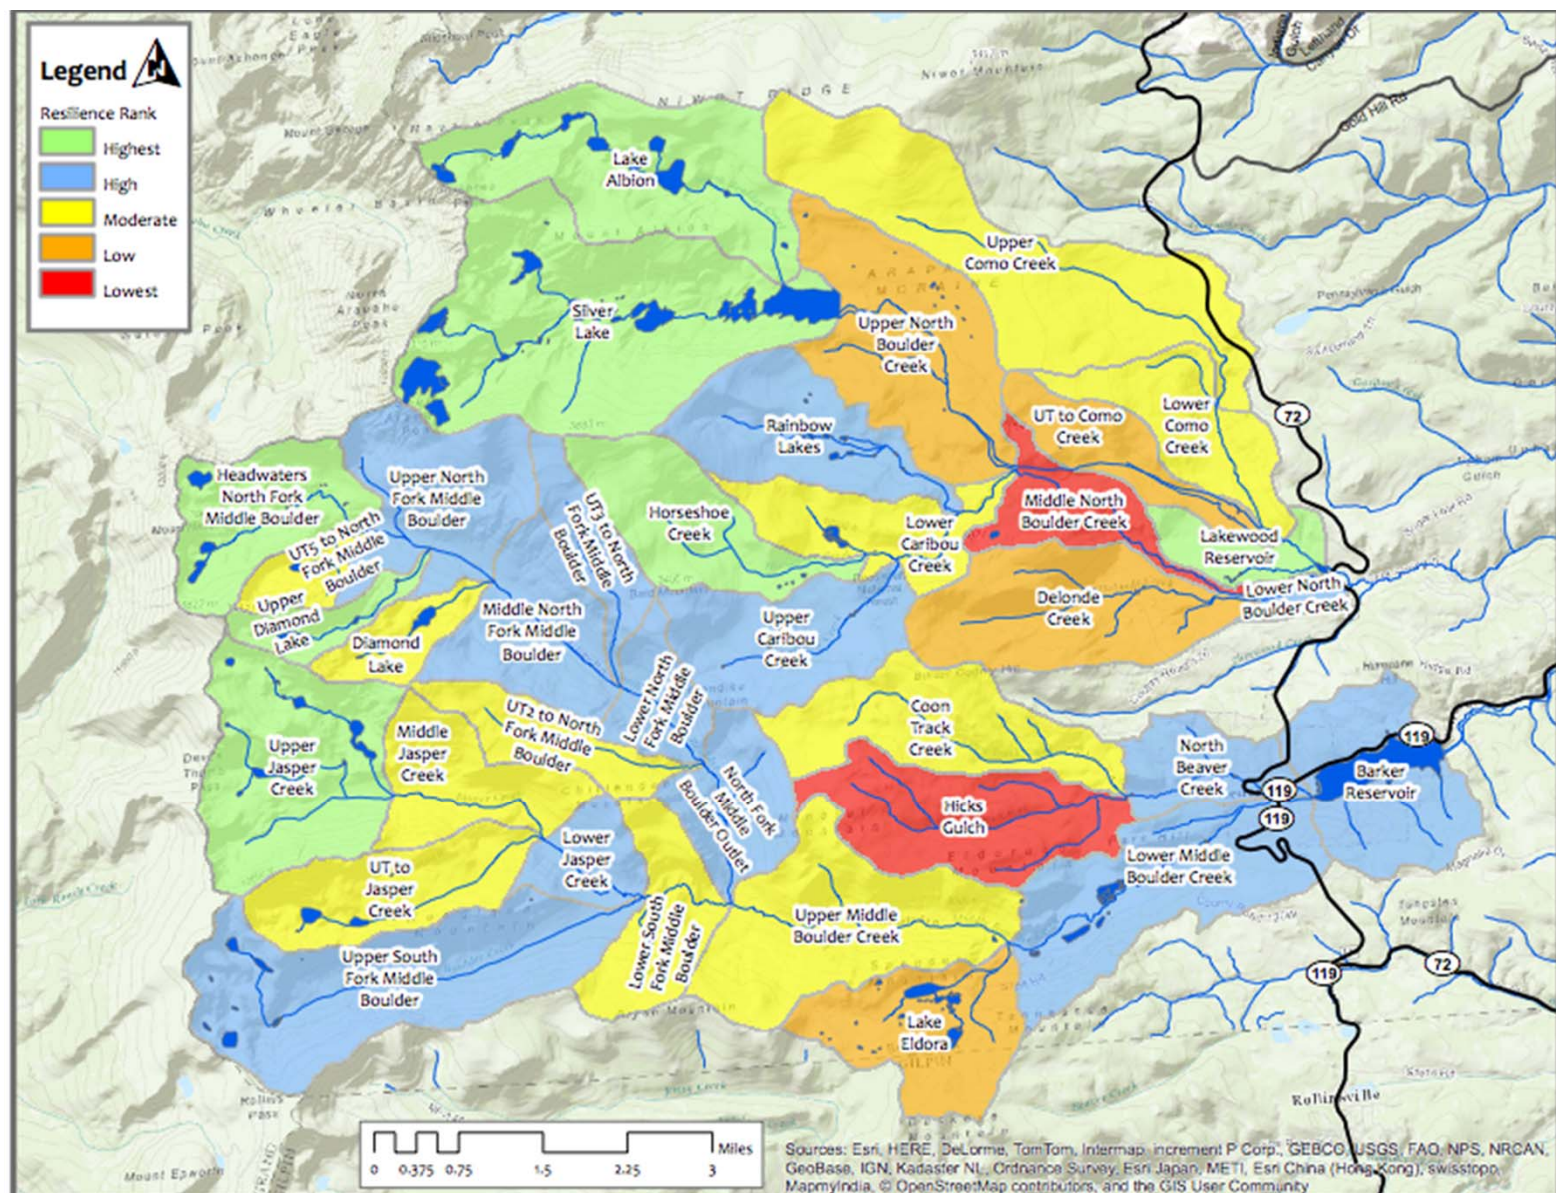 Legend
N
Resilience Rank
Highest
High
Moderate
Low
Lowest
NIWOT RIDGE
Niwot Mountain
Gold Hill Rd
Lake
Albion
Silver
Lake
Upper
Como Creek
Upper North
Boulder
Creek
UT to Como
Creek
Lower
Como
Creek
72
Rainbow
Lakes
Headwaters
North Fork
Middle Boulder
Upper North
Fork Middle
Boulder
UT5 to North
Fork Middle
Boulder
UT3 to North
Fork Middle
Boulder
Horseshoe
Creek
Lower
Caribou
Creek
Middle North
Boulder Creek
Lakewood
Reservoir
Lower North
Boulder Creek
Upper
Diamond
Lake
Diamond
Lake
Middle North
Fork Middle
Boulder
Upper
Caribou
Creek
Delonde
Creek
Lower North
Fork Middle
Boulder
UT2 to North
Fork Middle
Boulder
Coon
Track
Creek
North
Beaver
Creek
119
Barker
Reservoir
119
119
Upper
Jasper
Creek
Middle
Jasper
Creek
North Fork
Middle
Boulder Outlet
Hicks
Gulch
Lower
Jasper
Creek
Lower Middle
Boulder Creek
UT to
Jasper
Creek
Upper South
Fork Middle
Boulder
Lower South
Fork Middle
Boulder
Upper Middle
Boulder Creek
Lake
Eldora
119
72
Rollinsville
Mount Epworth
0 0.375 0.75 1.5 2.25 3 Miles
Sources: Esri, HERE, DeLorme, TomTom, Intermap, increment P Corp., GEBCO, USGS, FAO, NPS, NRCAN,
GeoBase, IGN, Kadaster NL, Ordnance Survey, Esri Japan, METI, Esri China (Hong Kong), swisstopo,
MapmyIndia, © OpenStreetMap contributors, and the GIS User Community